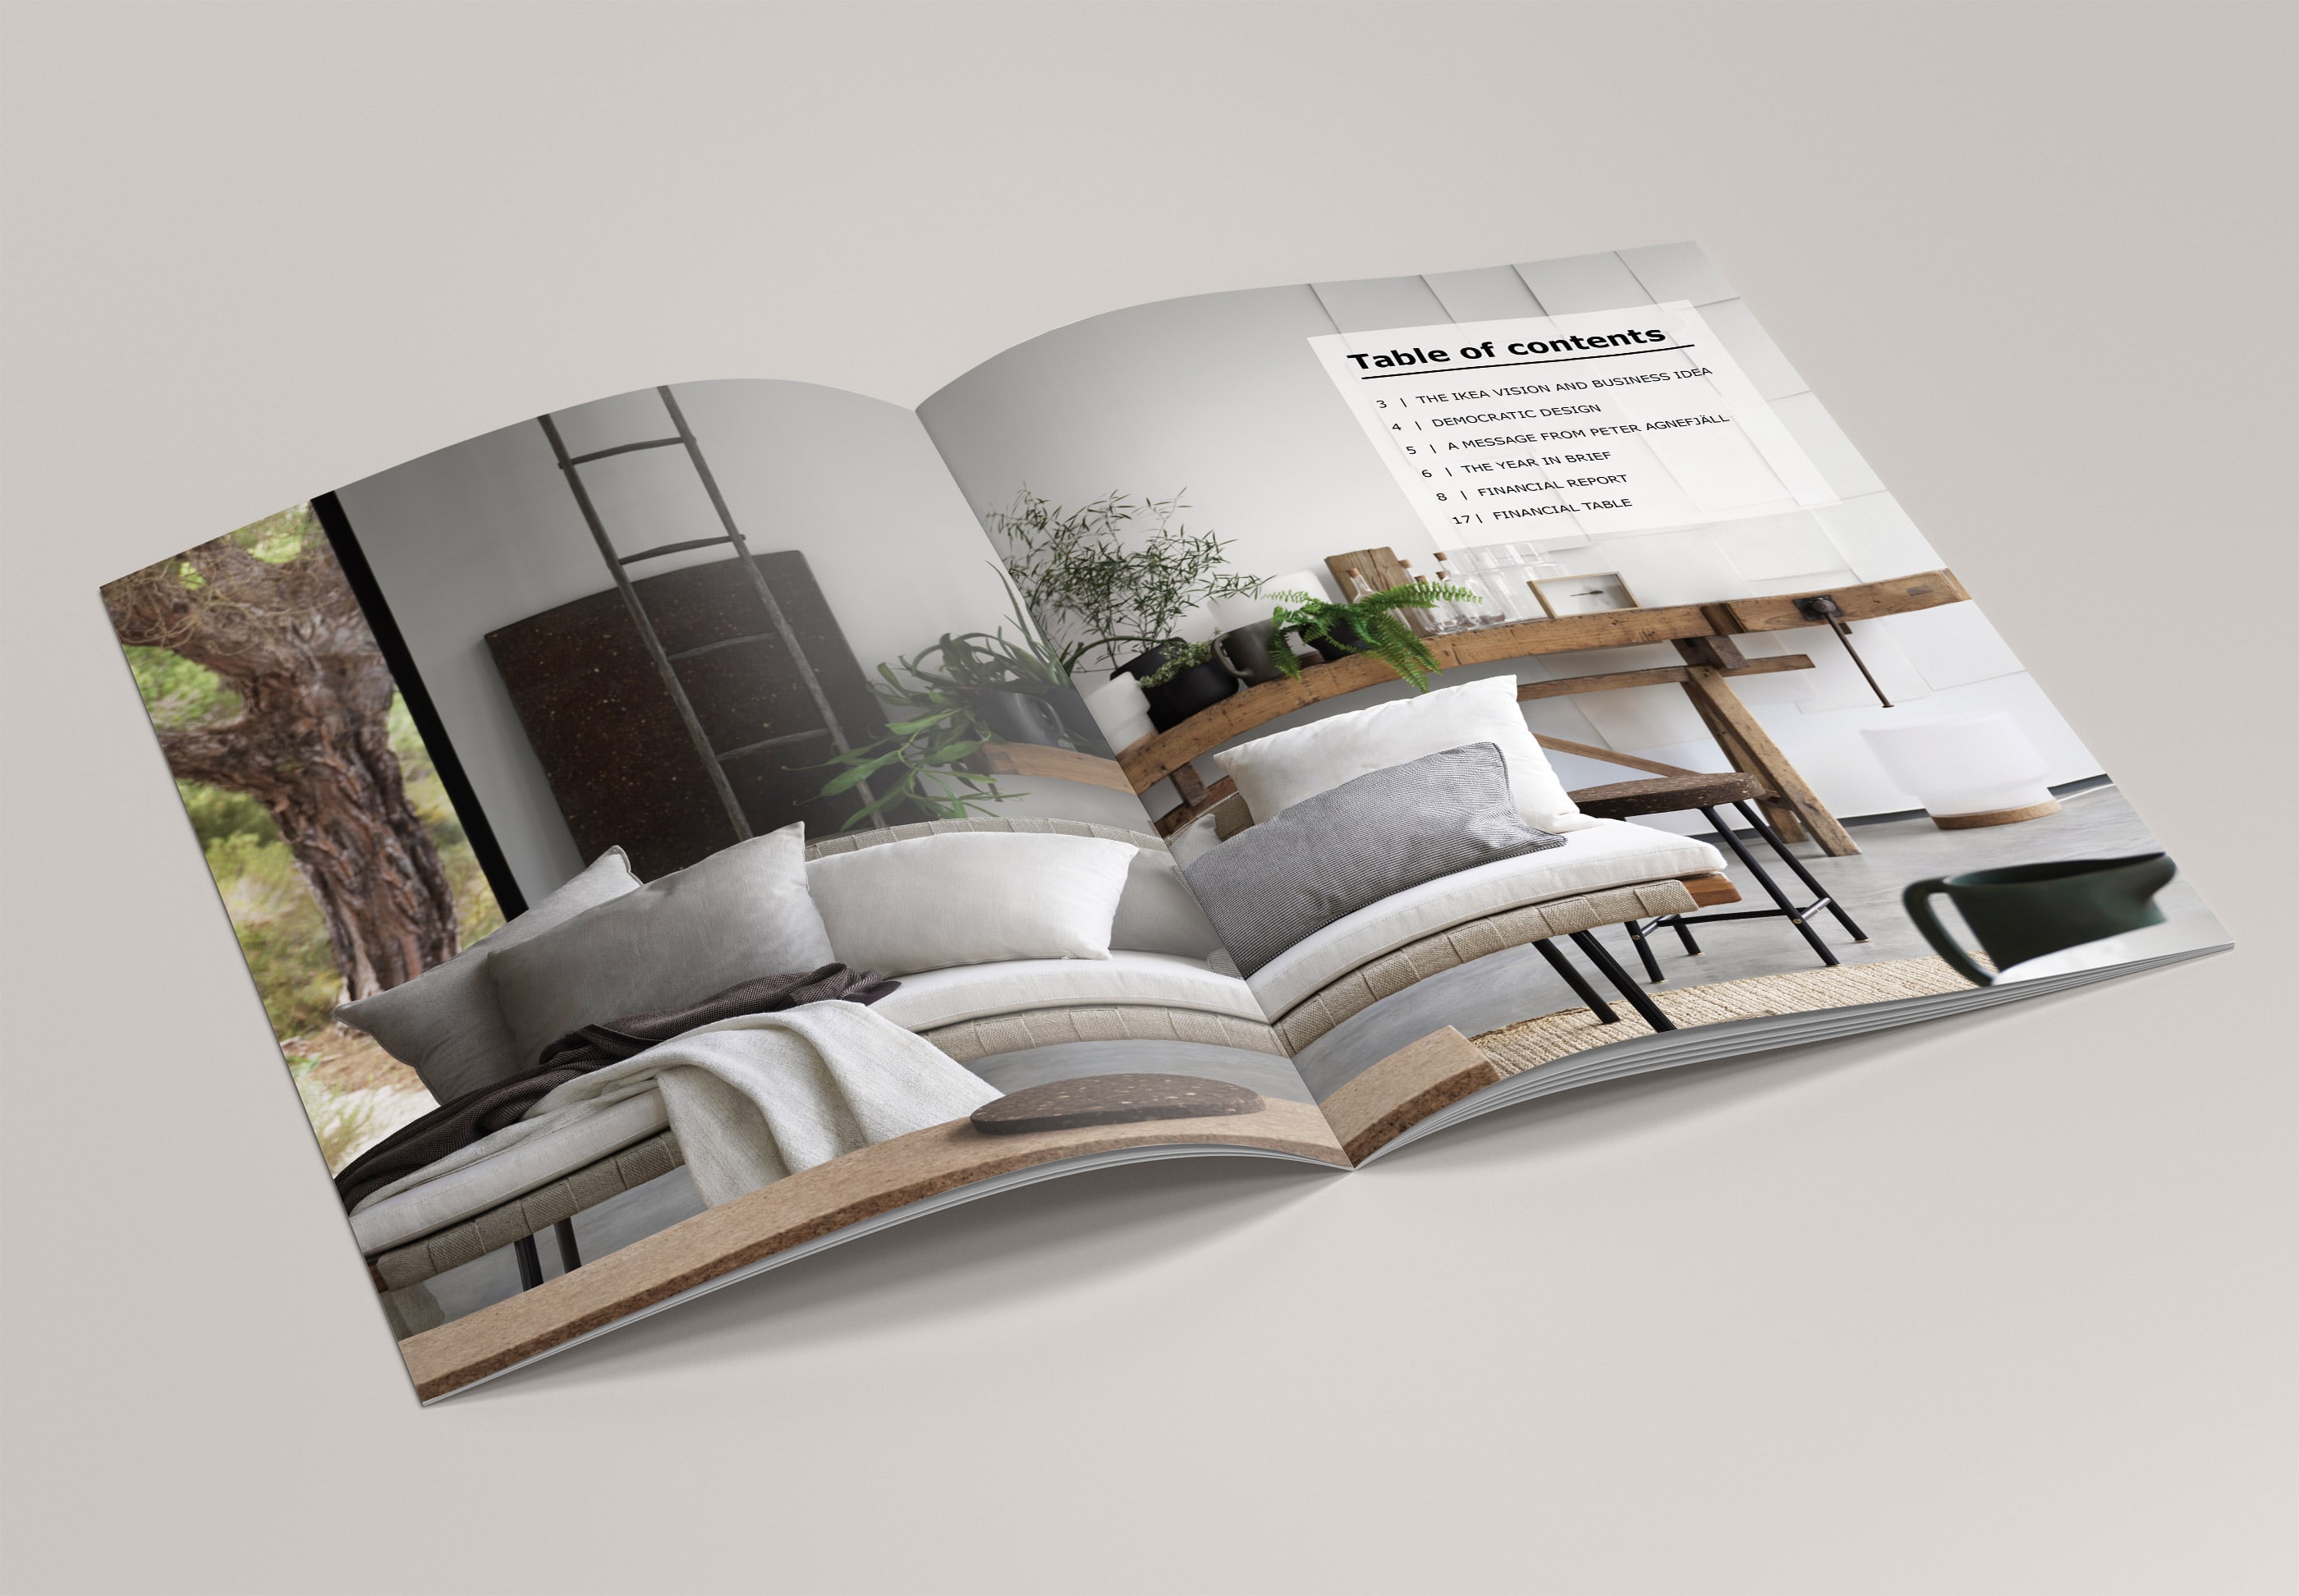 Table of contents
3 | THE IKEA VISION AND BUSINESS IDEA
4 | DEMOCRATIC DESIGN
5 | A MESSAGE FROM PETER AGNEFJÄLL
6 | THE YEAR IN BRIEF
8 | FINANCIAL REPORT
17 | FINANCIAL TABLE